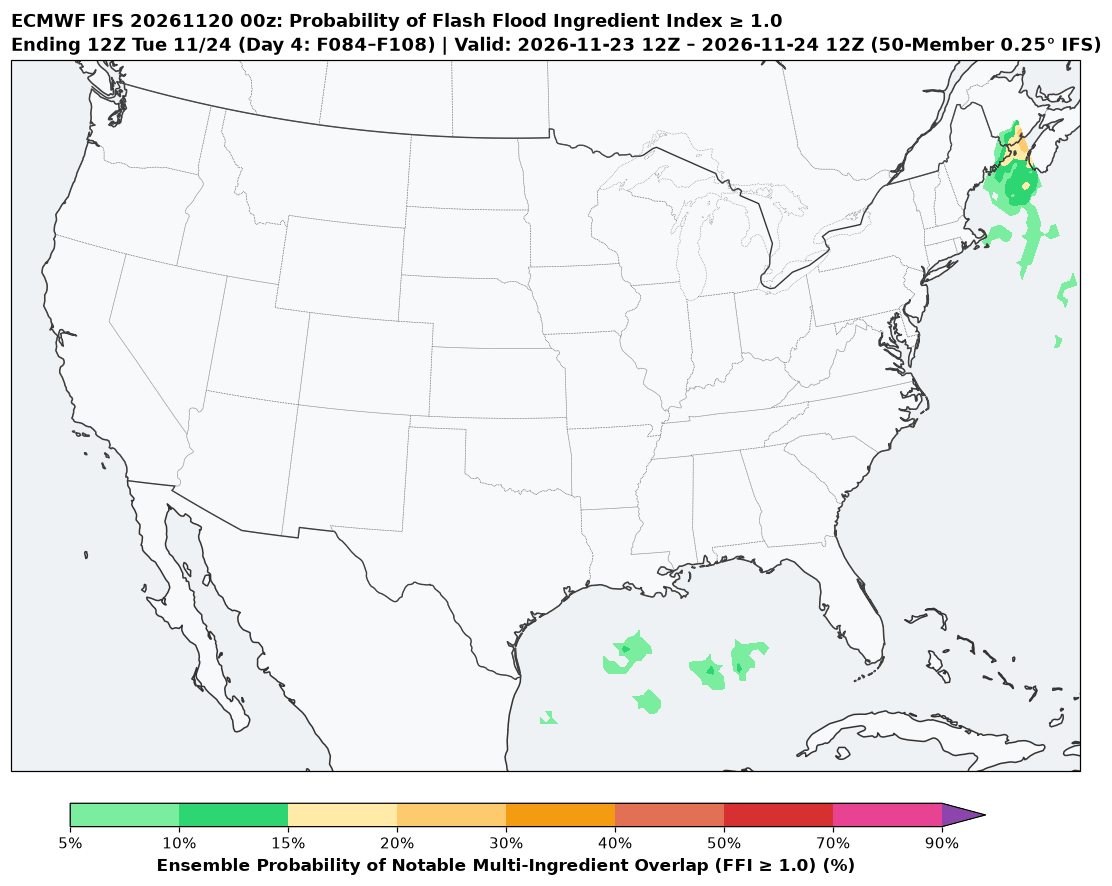 ECMWF IFS 20261120 00z: Probability of Flash Flood Ingredient Index ≥ 1.0
Ending 12Z Tue 11/24 (Day 4: F084–F108) | Valid: 2026-11-23 12Z – 2026-11-24 12Z (50-Member 0.25° IFS)
5% 10% 15% 20% 30% 40% 50% 70% 90%
Ensemble Probability of Notable Multi-Ingredient Overlap (FFI ≥ 1.0) (%)